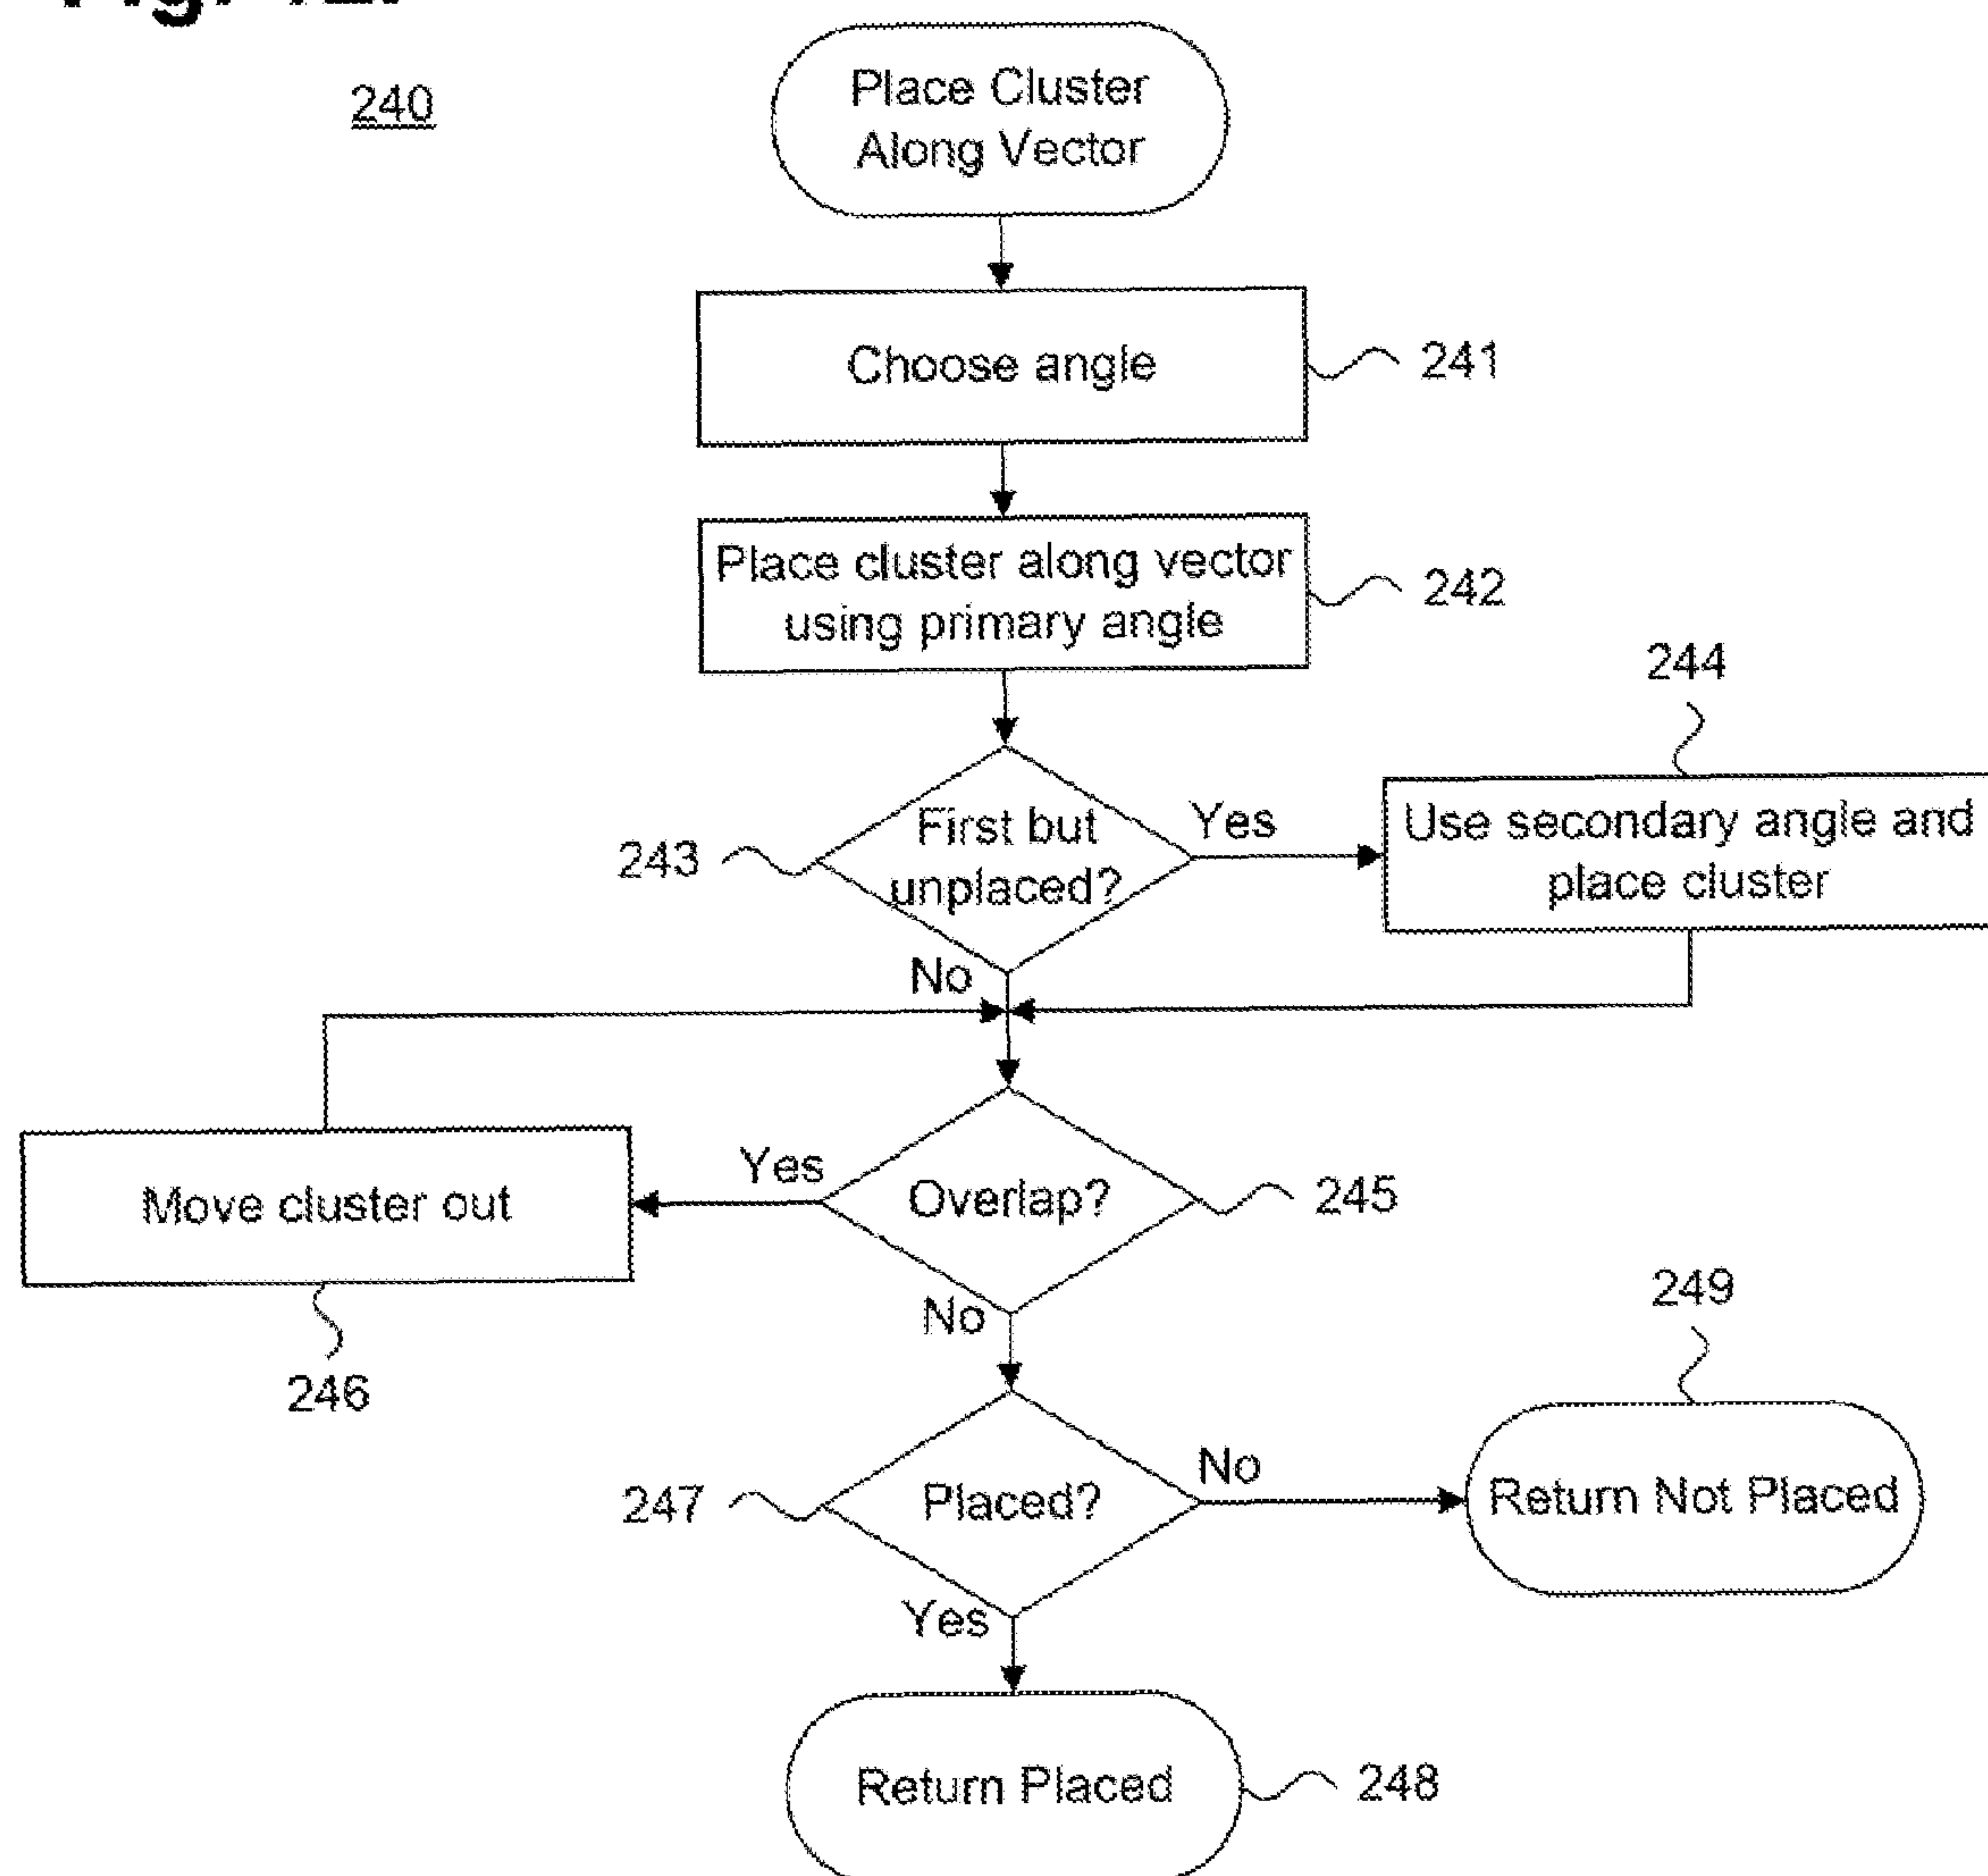 240
Place Cluster
Along Vector
Choose angle
241
Place cluster along vector
using primary angle
242
244
First but
unplaced?
243
Yes
Use secondary angle and
place cluster
No
Move cluster out
246
Yes
Overlap?
245
No
249
Placed?
247
No
Return Not Placed
Yes
Return Placed
248